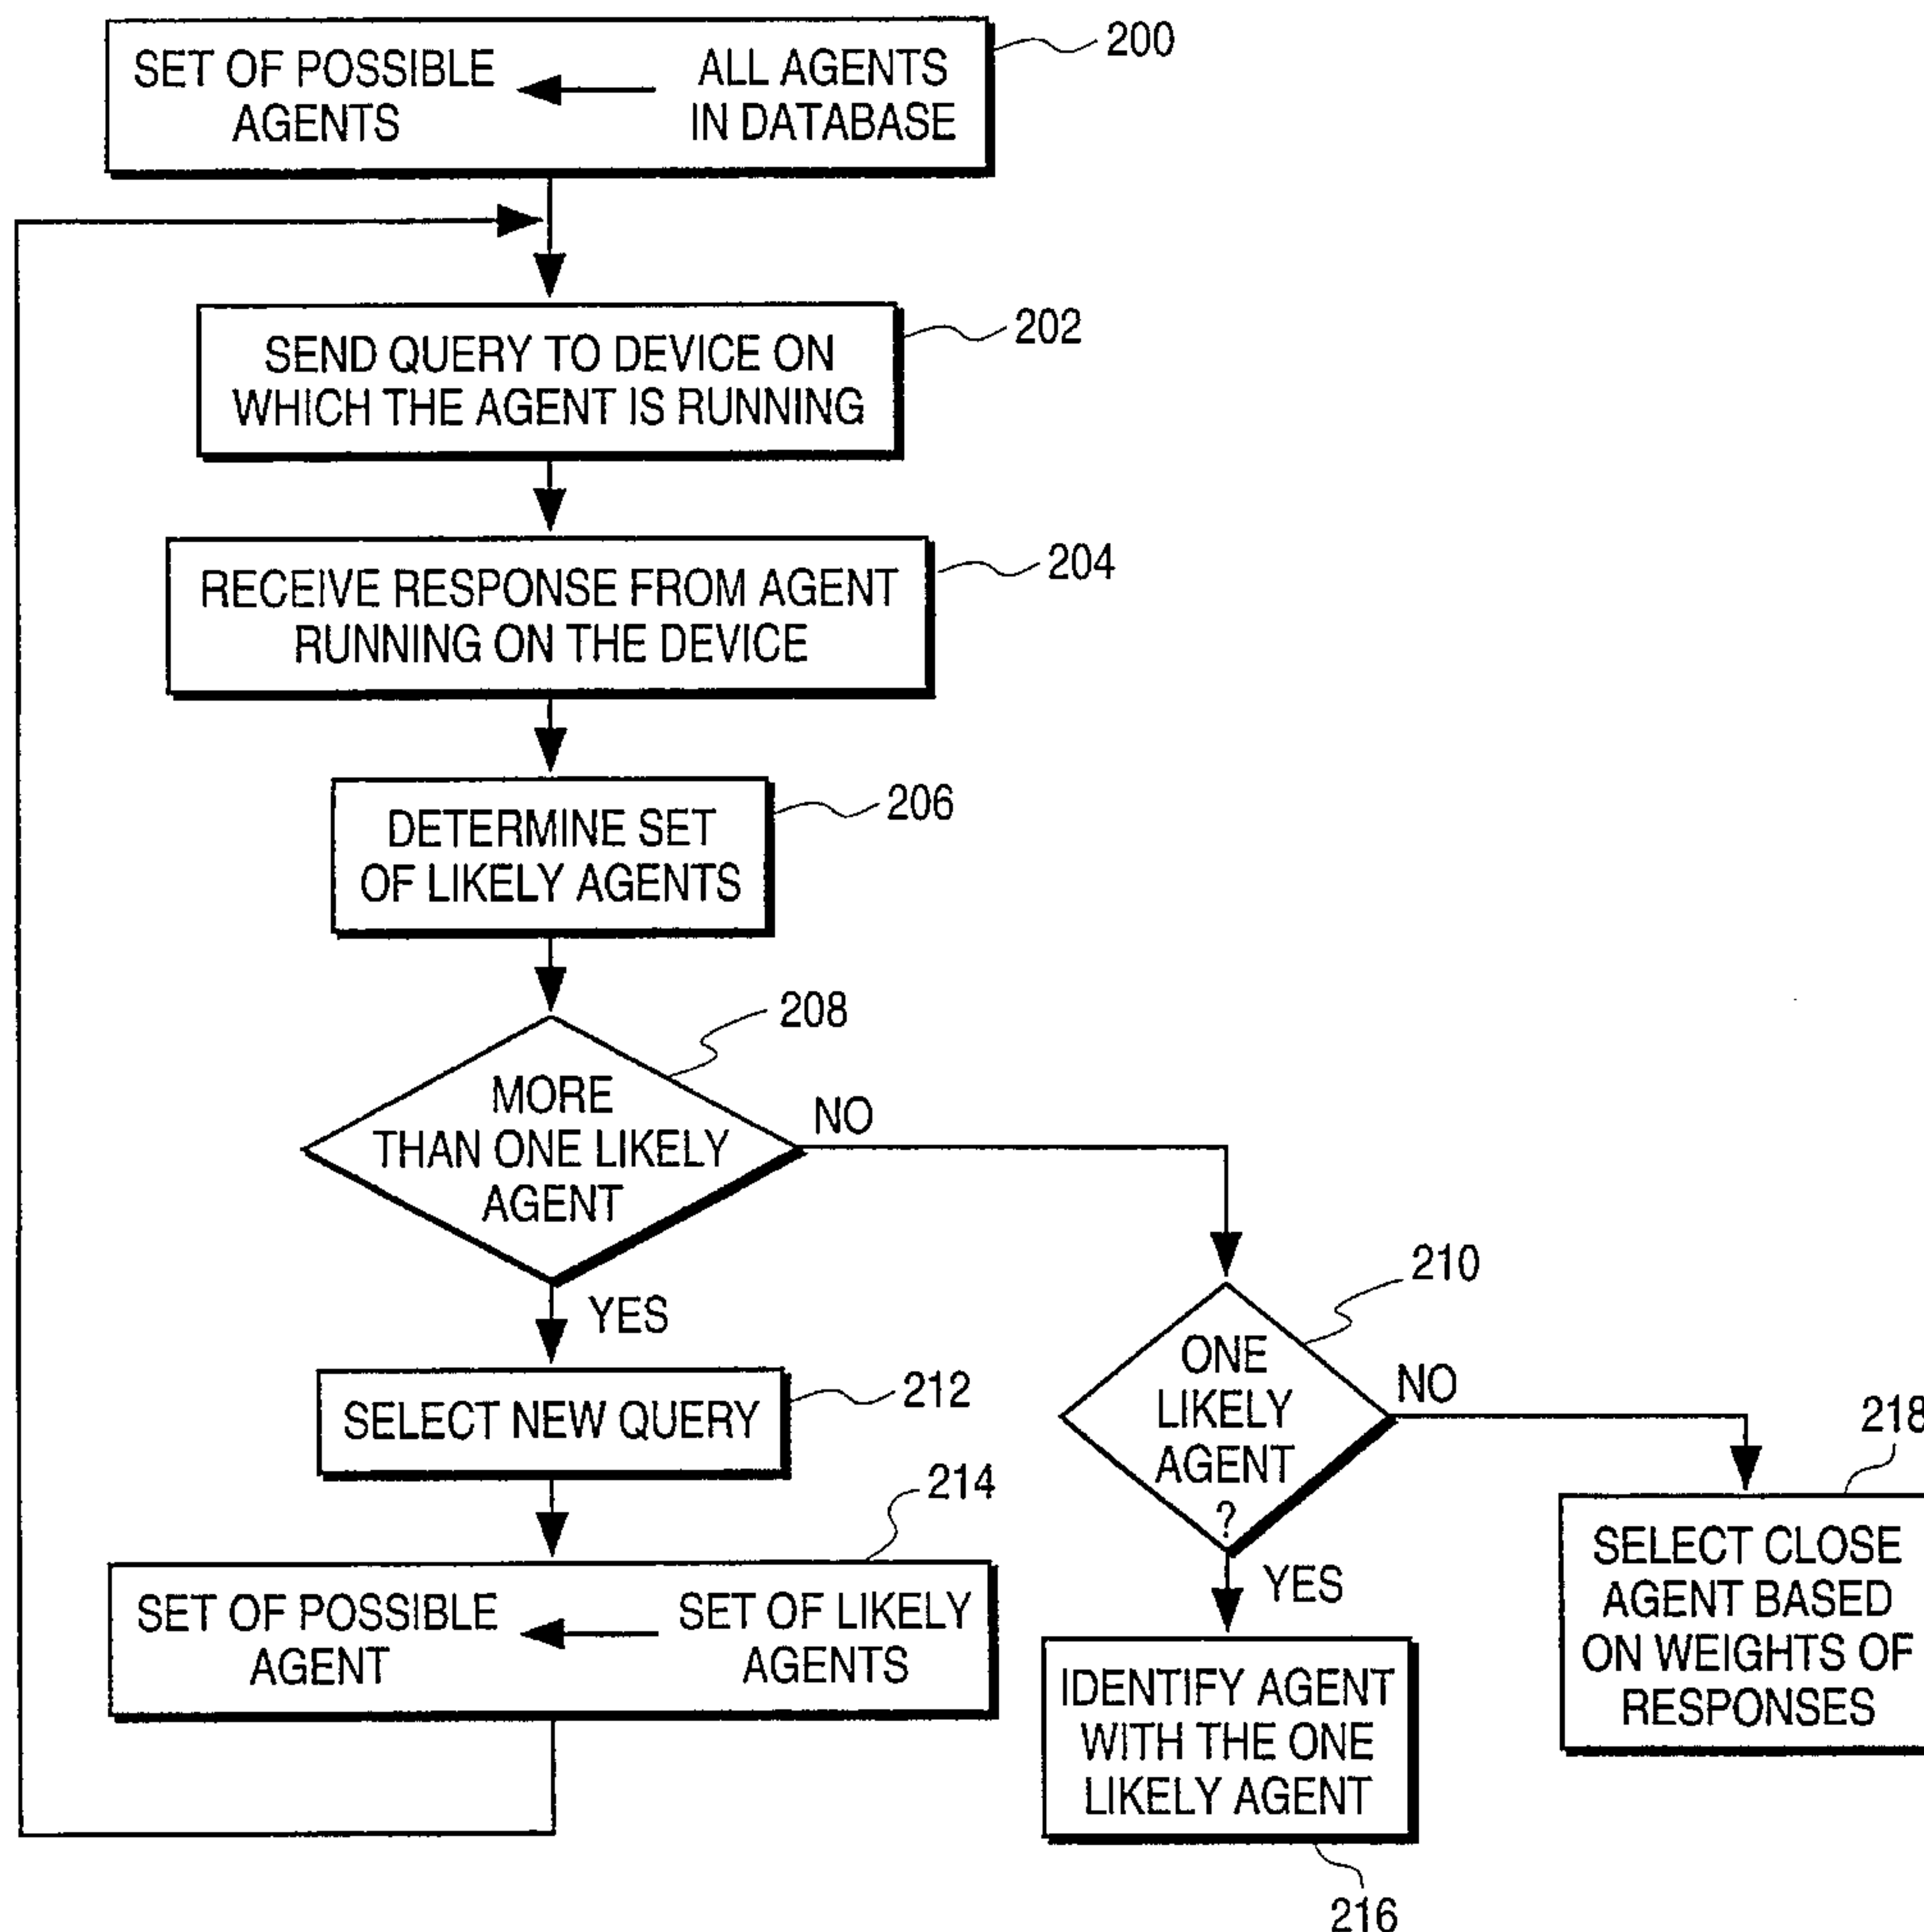 SET OF POSSIBLE
AGENTS
ALL AGENTS
IN DATABASE
200
SEND QUERY TO DEVICE ON
WHICH THE AGENT IS RUNNING
202
RECEIVE RESPONSE FROM AGENT
RUNNING ON THE DEVICE
204
DETERMINE SET
OF LIKELY AGENTS
206
MORE
THAN ONE LIKELY
AGENT
208
NO
YES
ONE
LIKELY
AGENT
?
210
NO
YES
SELECT NEW QUERY
212
SET OF POSSIBLE
AGENT
SET OF LIKELY
AGENTS
214
IDENTIFY AGENT
WITH THE ONE
LIKELY AGENT
216
SELECT CLOSE
AGENT BASED
ON WEIGHTS OF
RESPONSES
218